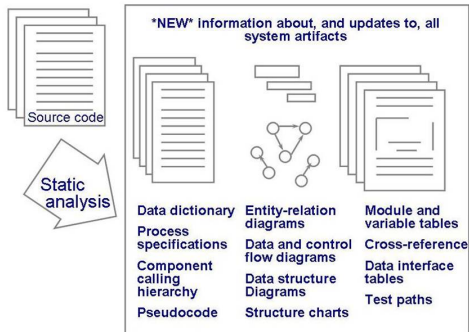 *NEW* information about, and updates to, all
system artifacts
Source code
Static
analysis
Data dictionary
Process
specifications
Component
calling
hierarchy
Pseudocode
Entity-relation
diagrams
Data and control
flow diagrams
Data structure
Diagrams
Structure charts
Module and
variable tables
Cross-reference
Data interface
tables
Test paths